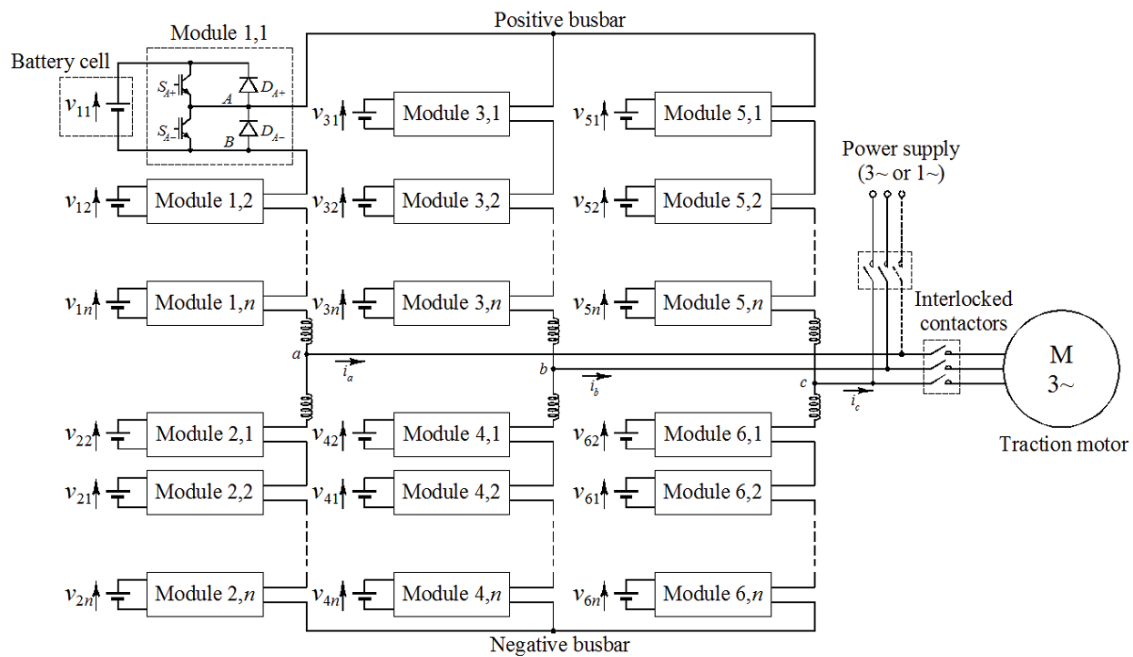 Positive busbar
Module 1,1
Battery cell
v11
SA+
DA+
A
SA−
DA−
B
v31
Module 3,1
v51
Module 5,1
Power supply
(3~ or 1~)
v12
Module 1,2
v32
Module 3,2
v52
Module 5,2
v1n
Module 1,n
v3n
Module 3,n
v5n
Module 5,n
Interlocked
contactors
a
ia
b
ib
c
ic
M
3~
Traction motor
v22
Module 2,1
v42
Module 4,1
v62
Module 6,1
v21
Module 2,2
v41
Module 4,2
v61
Module 6,2
v2n
Module 2,n
v4n
Module 4,n
v6n
Module 6,n
Negative busbar